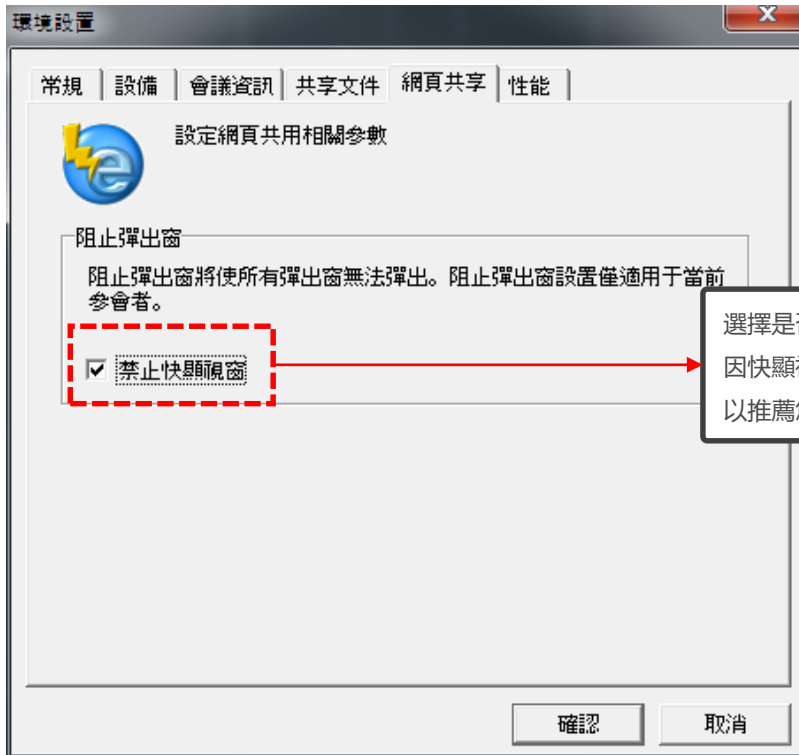 環境設置
常規 設備 會議資訊 共享文件 網頁共享 性能
設定網頁共用相關參數
阻止彈出窗
阻止彈出窗將使所有彈出窗無法彈出。阻止彈出窗設置僅適用于當前
參會者。
禁止快顯視窗
選擇是
因快顯
以推薦
確認 取消